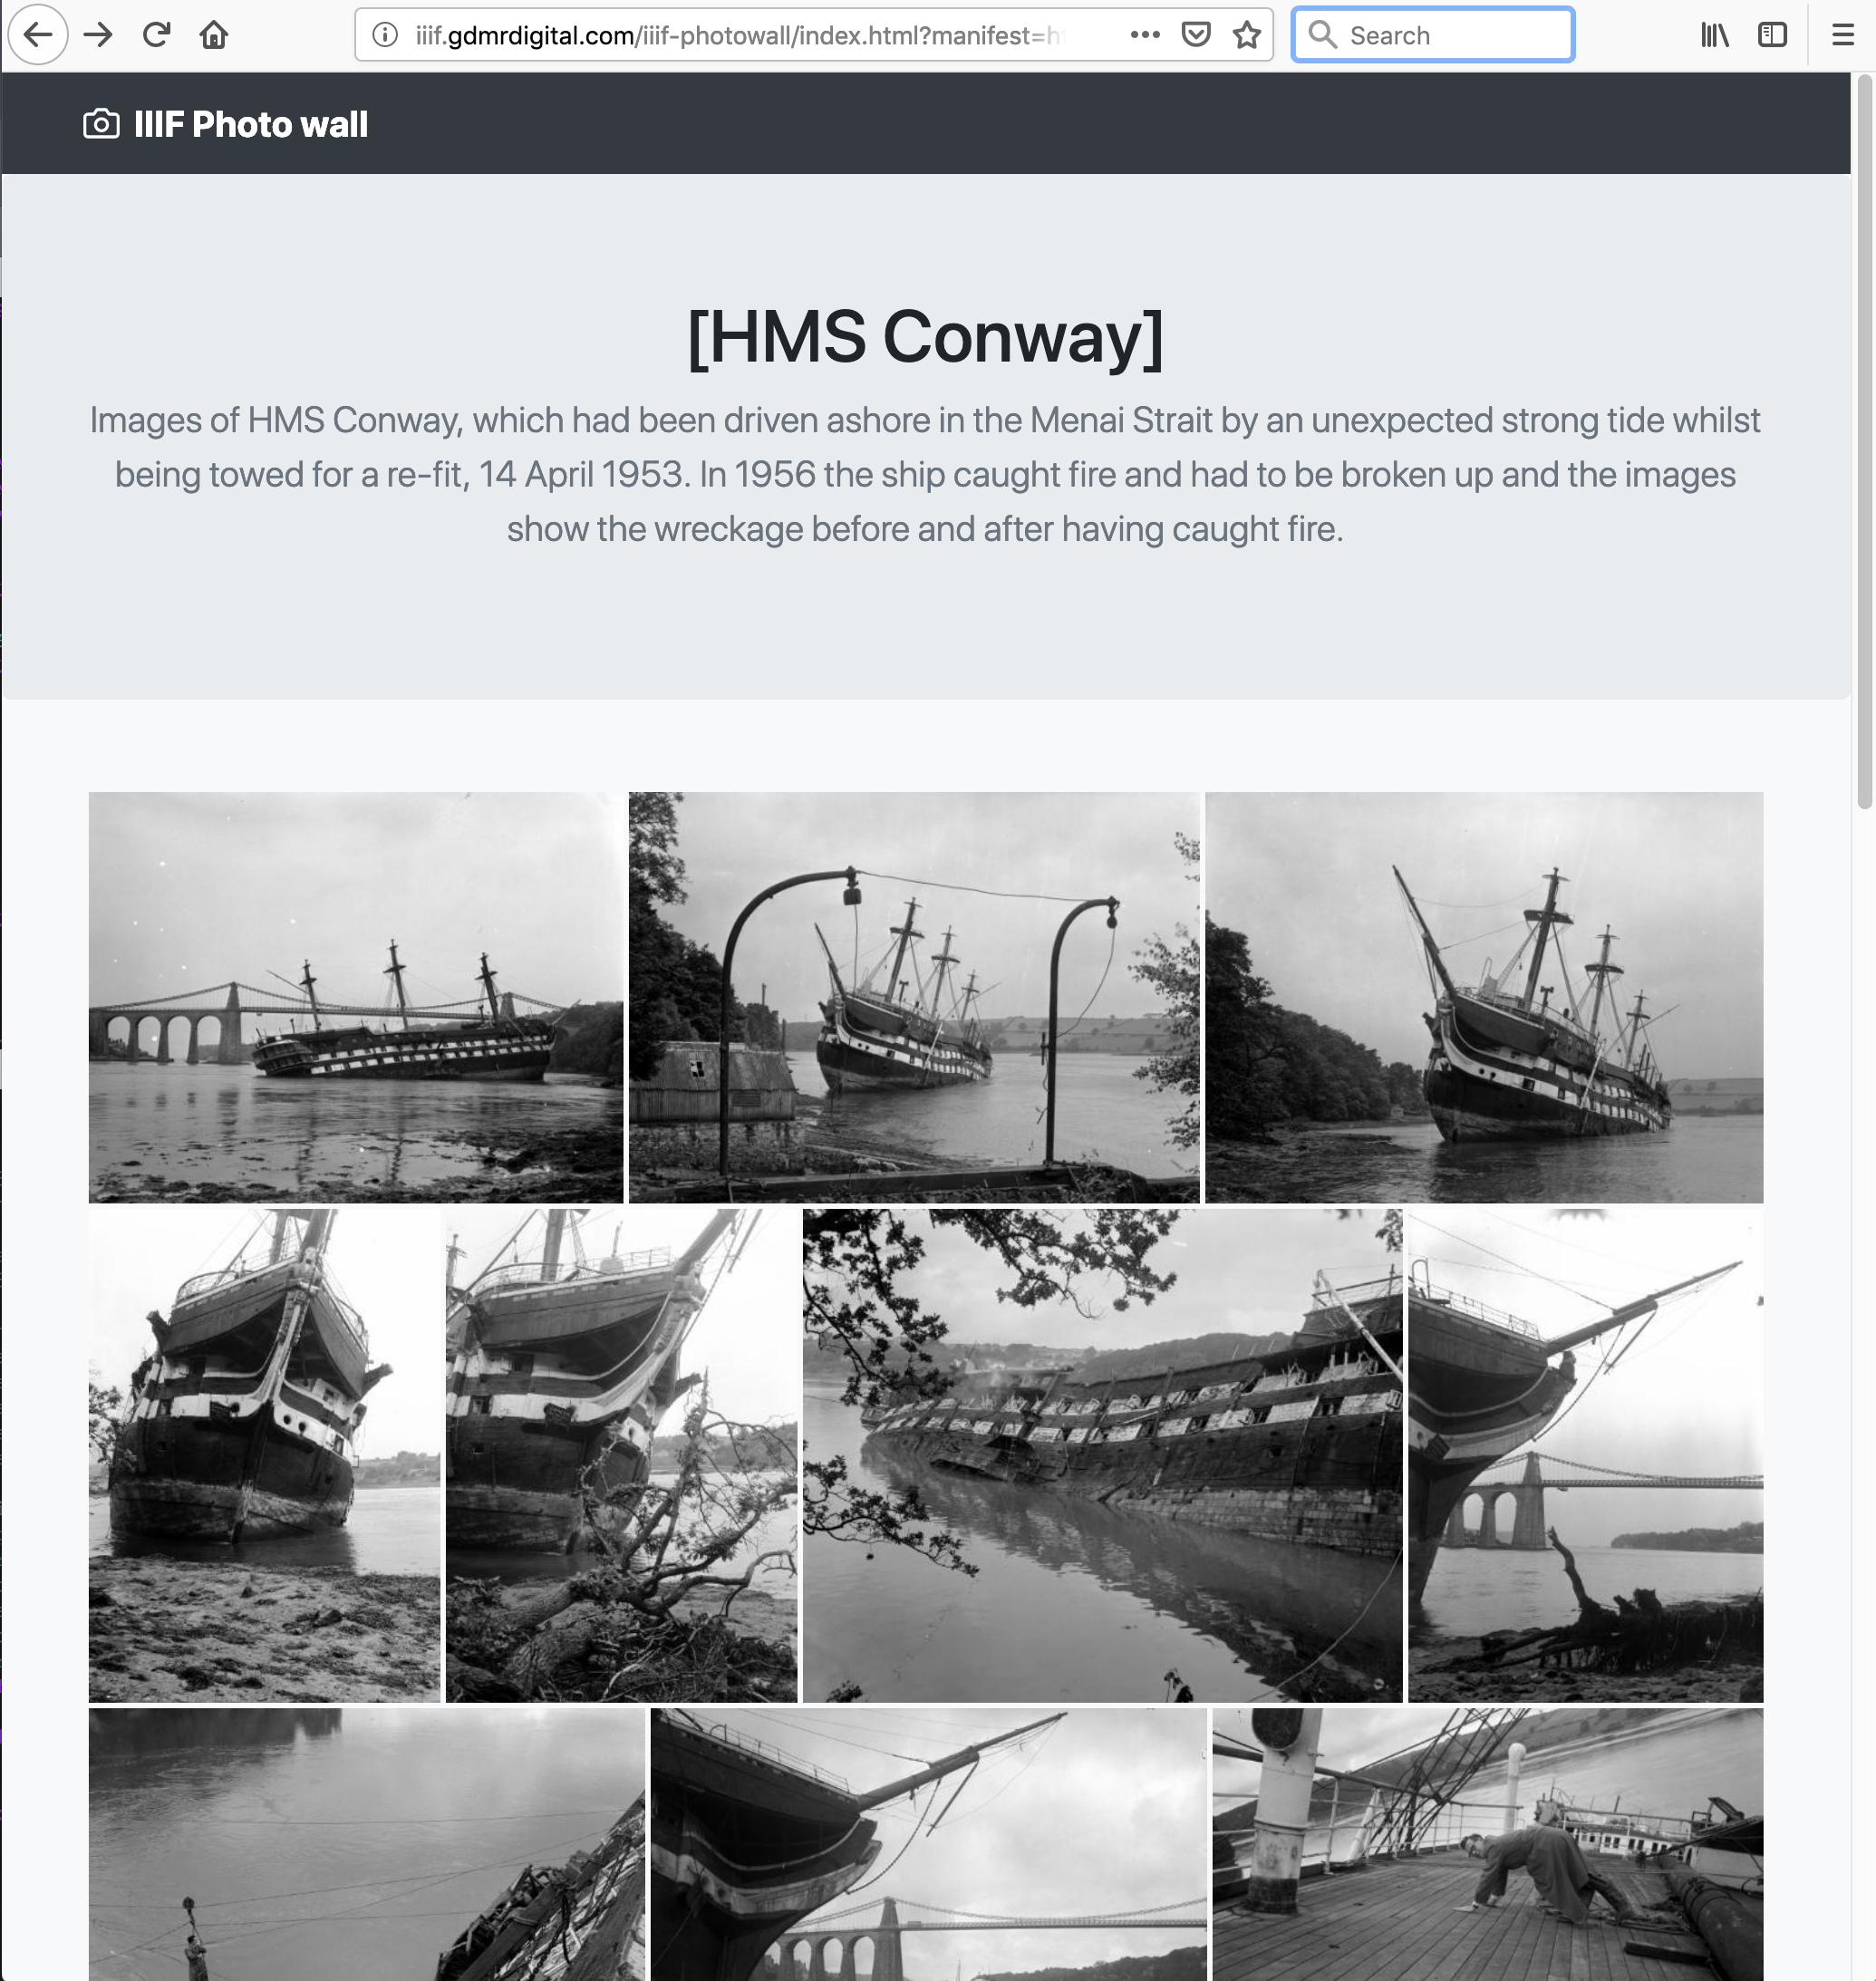 iiif.gdmrdigital.com/iiif-photowall/index.html?manifest=h
Search
IIIF Photo wall
[HMS Conway]
Images of HMS Conway, which had been driven ashore in the Menai Strait by an unexpected strong tide whilst
being towed for a re-fit, 14 April 1953. In 1956 the ship caught fire and had to be broken up and the images
show the wreckage before and after having caught fire.